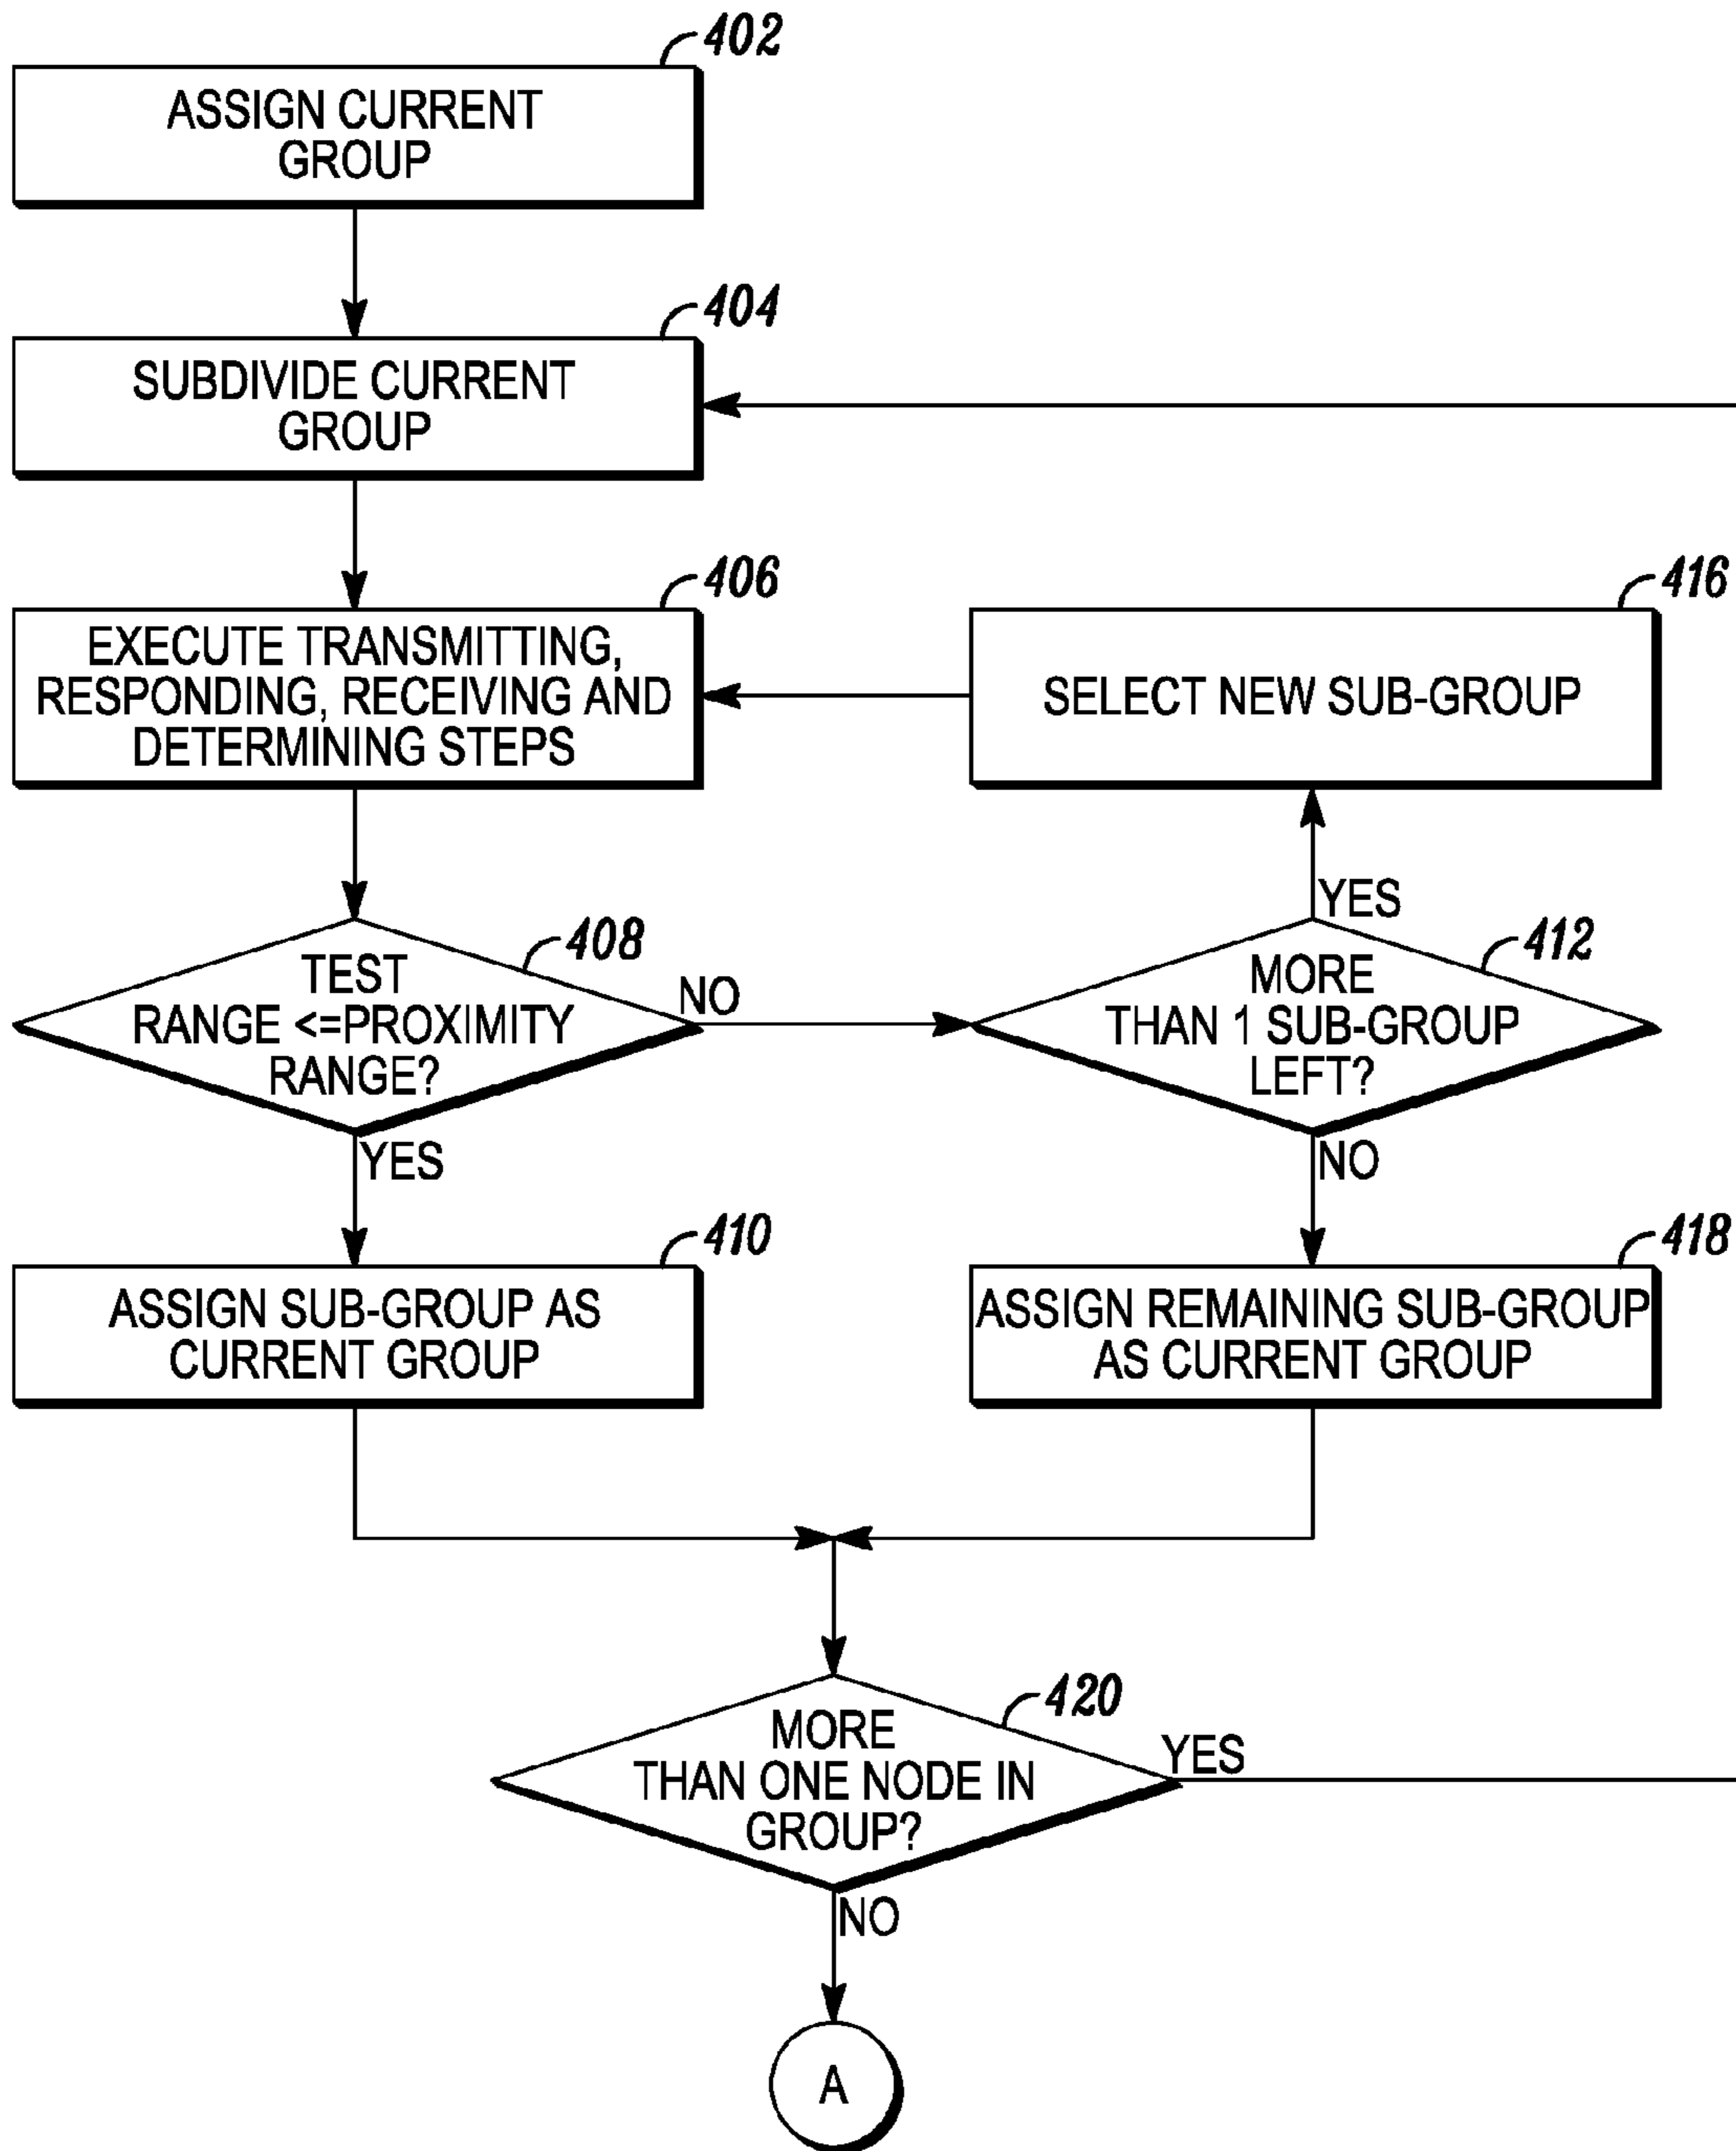 402
ASSIGN CURRENT
GROUP
404
SUBDIVIDE CURRENT
GROUP
406
EXECUTE TRANSMITTING,
RESPONDING, RECEIVING AND
DETERMINING STEPS
416
SELECT NEW SUB-GROUP
408
TEST
RANGE <=PROXIMITY
RANGE?
NO
YES
YES
412
MORE
THAN 1 SUB-GROUP
LEFT?
NO
410
ASSIGN SUB-GROUP AS
CURRENT GROUP
418
ASSIGN REMAINING SUB-GROUP
AS CURRENT GROUP
420
MORE
THAN ONE NODE IN
GROUP?
YES
NO
A